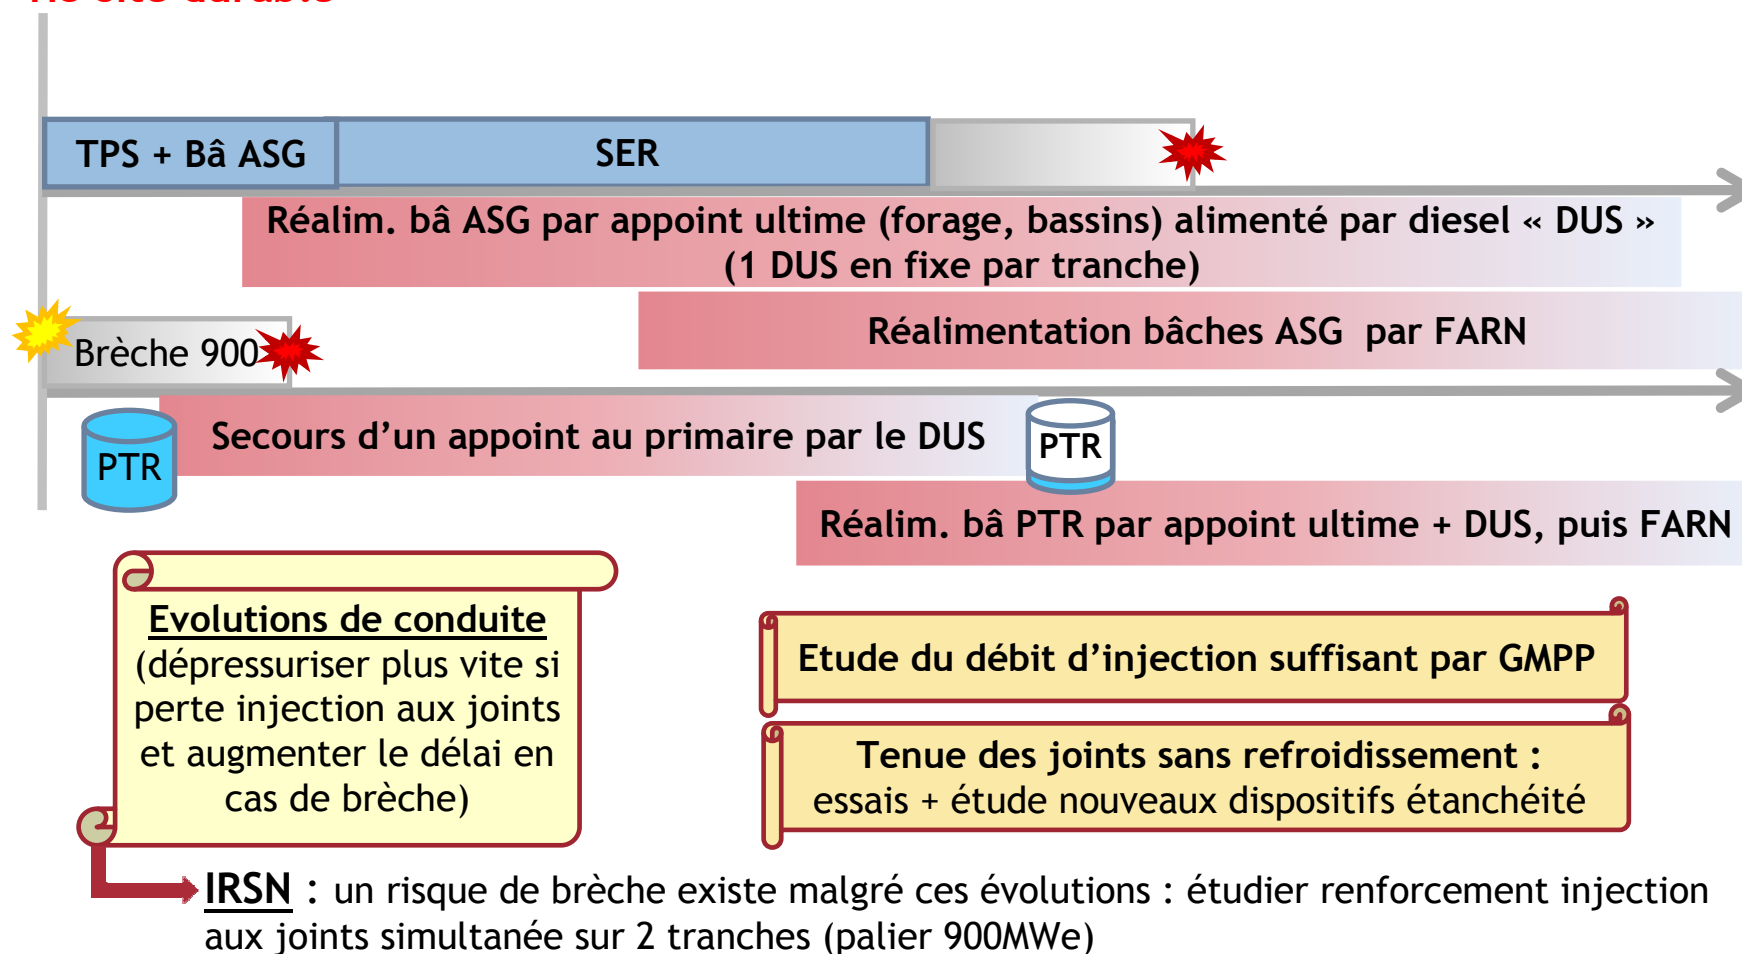 TPS + Bâ ASG
SER
Réalim. bâ ASG par appoint ultime (forage, bassins) alimenté par diesel « DUS »
(1 DUS en fixe par tranche)
Réalimentation bâches ASG par FARN
Brèche 900
Secours d’un appoint au primaire par le DUS
PTR
PTR
Réalim. bâ PTR par appoint ultime + DUS, puis FARN
Evolutions de conduite
(dépressuriser plus vite si
perte injection aux joints
et augmenter le délai en
cas de brèche)
Etude du débit d’injection suffisant par GMPP
Tenue des joints sans refroidissement :
essais + étude nouveaux dispositifs étanchéité
IRSN : un risque de brèche existe malgré ces évolutions : étudier renforcement injection
aux joints simultanée sur 2 tranches (palier 900MWe)